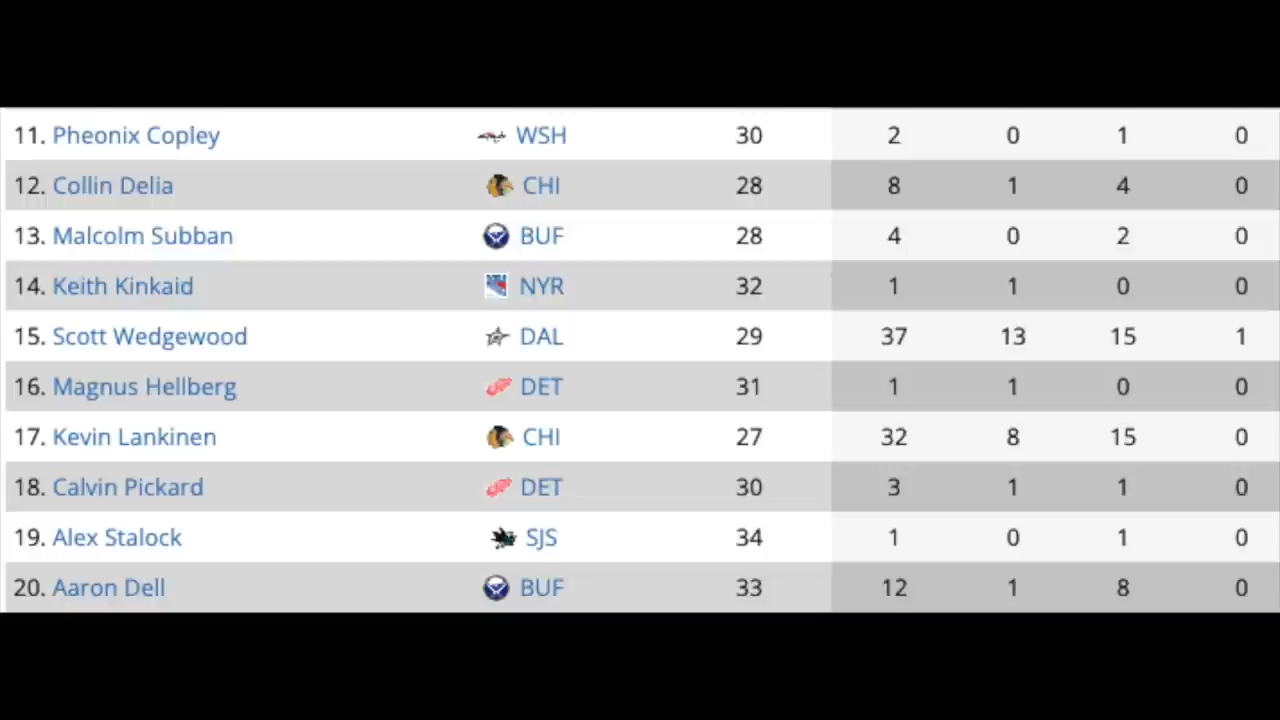 11. Pheonix Copley WSH 30 2 0 1 0
12. Collin Delia CHI 28 8 1 4 0
13. Malcolm Subban BUF 28 4 0 2 0
14. Keith Kinkaid NYR 32 1 1 0 0
15. Scott Wedgewood DAL 29 37 13 15 1
16. Magnus Hellberg DET 31 1 1 0 0
17. Kevin Lankinen CHI 27 32 8 15 0
18. Calvin Pickard DET 30 3 1 1 0
19. Alex Stalock SJS 34 1 0 1 0
20. Aaron Dell BUF 33 12 1 8 0